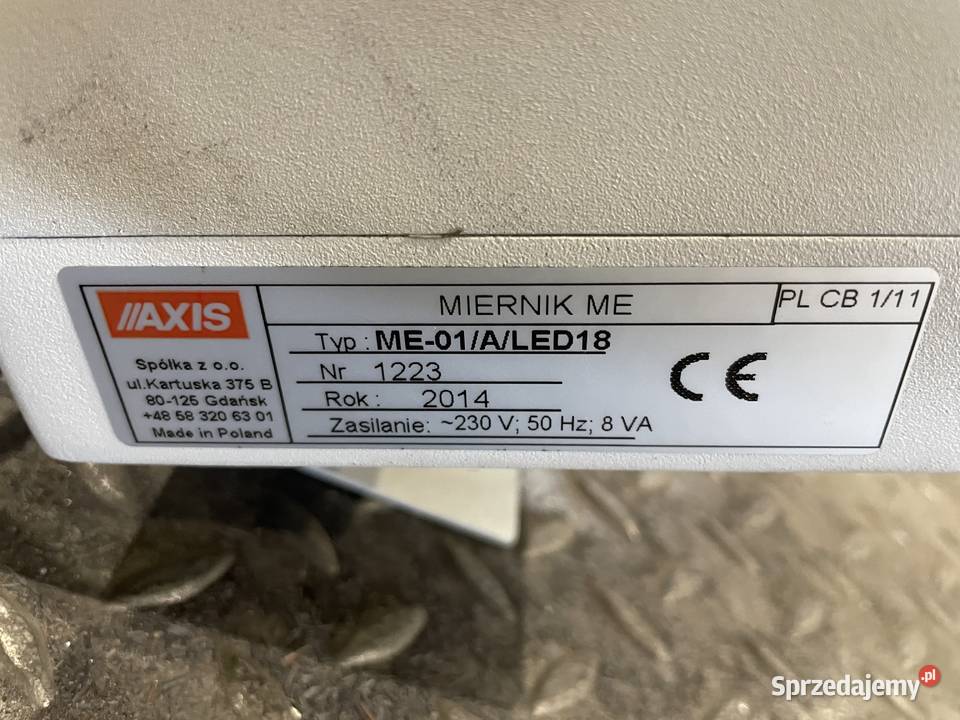 //AXIS
Spółka z o.o.
ul.Kartuska 375 B
80-125 Gdańsk
+48 58 320 63 01
Made in Poland
MIERNIK ME
PL CB 1/11
Typ : ME-01/A/LED18
Nr 1223
Rok : 2014
Zasilanie: ~230 V; 50 Hz; 8 VA
CE
Sprzedajemy.pl